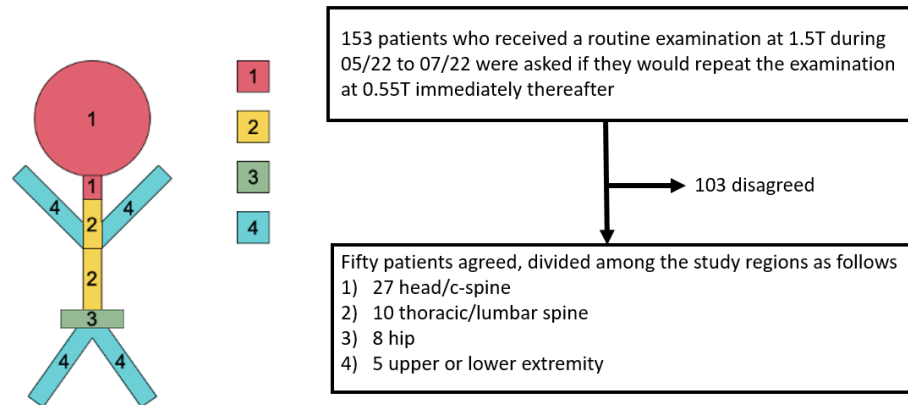 1
1
4
4
2
2
3
4
4
1
2
3
4
153 patients who received a routine examination at 1.5T during
05/22 to 07/22 were asked if they would repeat the examination
at 0.55T immediately thereafter
103 disagreed
Fifty patients agreed, divided among the study regions as follows
1) 27 head/c-spine
2) 10 thoracic/lumbar spine
3) 8 hip
4) 5 upper or lower extremity